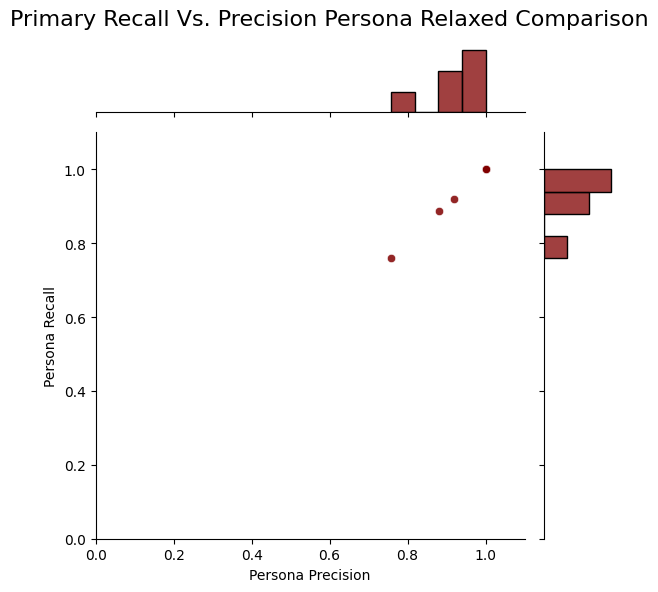 Primary Recall Vs. Precision Persona Relaxed Comparison
1.0
0.8
0.6
0.4
0.2
0.0
Persona Recall
0.0 0.2 0.4 0.6 0.8 1.0
Persona Precision